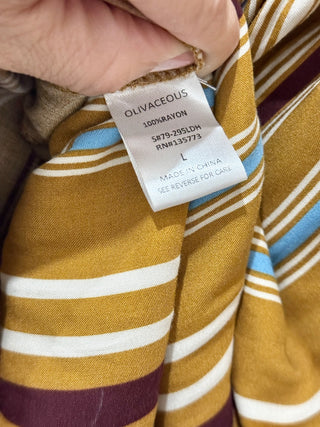 OLIVACEOUS
100%RAYON
S#79-295LDH
RN#135773
L
MADE IN CHINA
SEE REVERSE FOR CARE